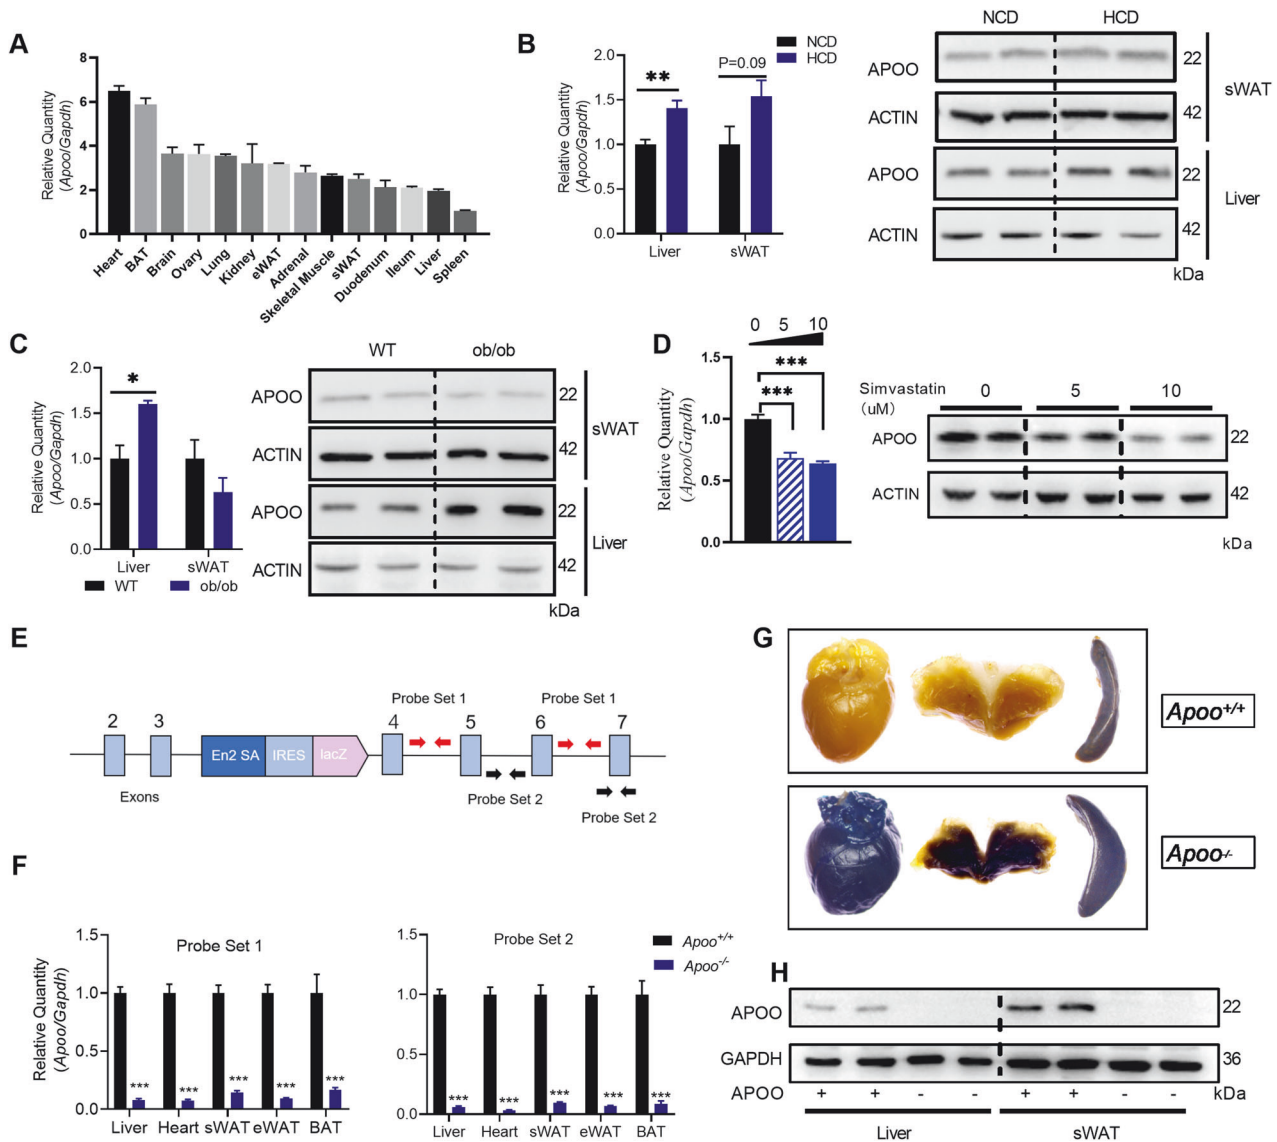 A
Relative Quantity
(Apoo/Gapdh)
8
6
4
2
0
Heart
BAT
Brain
Ovary
Lung
Kidney
eWAT
Adrenal
Skeletal Muscle
sWAT
Duodenum
Ileum
Liver
Spleen
B
Relative Quantity
(Apoo/Gapdh)
2.0
1.5
1.0
0.5
0.0
**
P=0.09
NCD
HCD
Liver
sWAT
NCD HCD
APOO 22
ACTIN 42
sWAT
APOO 22
ACTIN 42
Liver
kDa
C
Relative Quantity
(Apoo/Gapdh)
2.0
1.5
1.0
0.5
0.0
*
Liver
sWAT
WT
ob/ob
WT ob/ob
APOO 22
ACTIN 42
sWAT
APOO 22
ACTIN 42
Liver
kDa
D
0 5 10
Relative Quantity
(Apoo/Gapdh)
1.5
1.0
0.5
0.0
***
***
Simvastatin
(uM)
0 5 10
APOO 22
ACTIN 42
kDa
E
Probe Set 1 Probe Set 1
2 3 4 5 6 7
En2 SA IRES lacZ
Exons
Probe Set 2
Probe Set 2
F
Relative Quantity
(Apoo/Gapdh)
Probe Set 1
1.5
1.0
0.5
0.0
*** *** *** *** ***
Liver Heart sWAT eWAT BAT
Probe Set 2
1.5
1.0
0.5
0.0
*** *** *** *** ***
Liver Heart sWAT eWAT BAT
Apoo+/+
Apoo-/-
G
Apoo+/+
Apoo-/-
H
APOO 22
GAPDH 36
APOO + + - - + + - - kDa
Liver sWAT